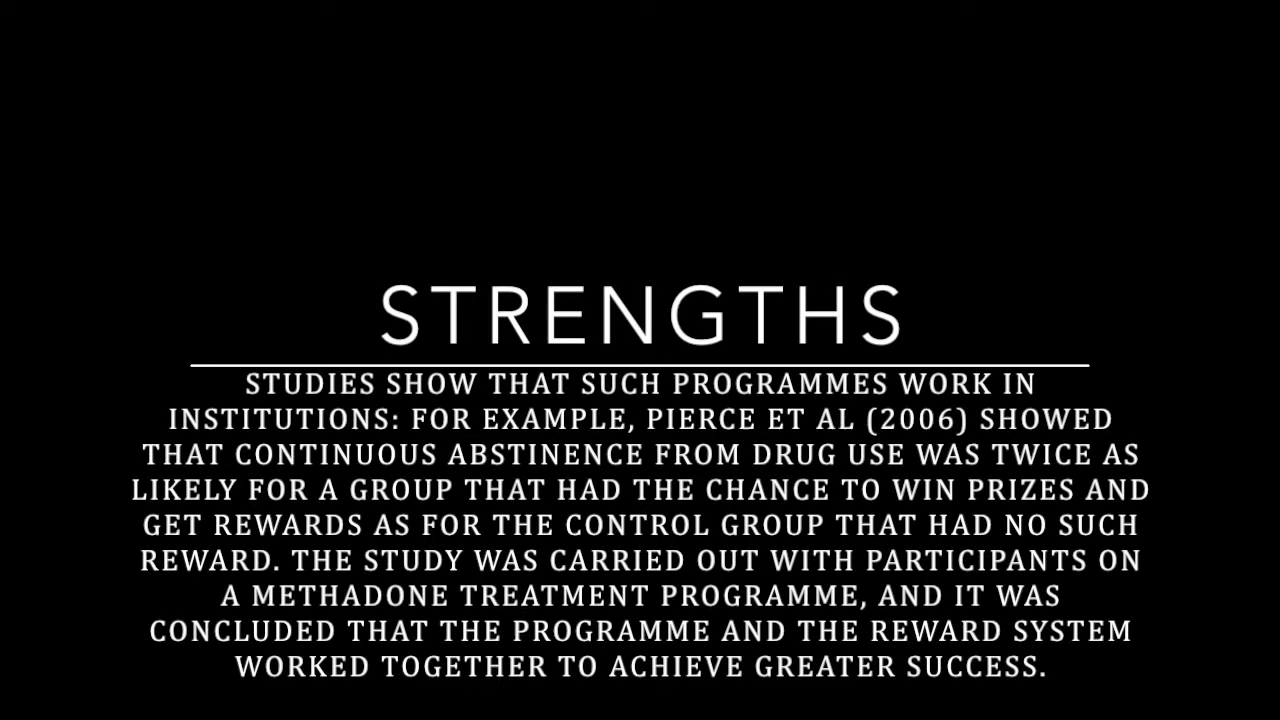 STRENGTHS
STUDIES SHOW THAT SUCH PROGRAMMES WORK IN
INSTITUTIONS: FOR EXAMPLE, PIERCE ET AL (2006) SHOWED
THAT CONTINUOUS ABSTINENCE FROM DRUG USE WAS TWICE AS
LIKELY FOR A GROUP THAT HAD THE CHANCE TO WIN PRIZES AND
GET REWARDS AS FOR THE CONTROL GROUP THAT HAD NO SUCH
REWARD. THE STUDY WAS CARRIED OUT WITH PARTICIPANTS ON
A METHADONE TREATMENT PROGRAMME, AND IT WAS
CONCLUDED THAT THE PROGRAMME AND THE REWARD SYSTEM
WORKED TOGETHER TO ACHIEVE GREATER SUCCESS.